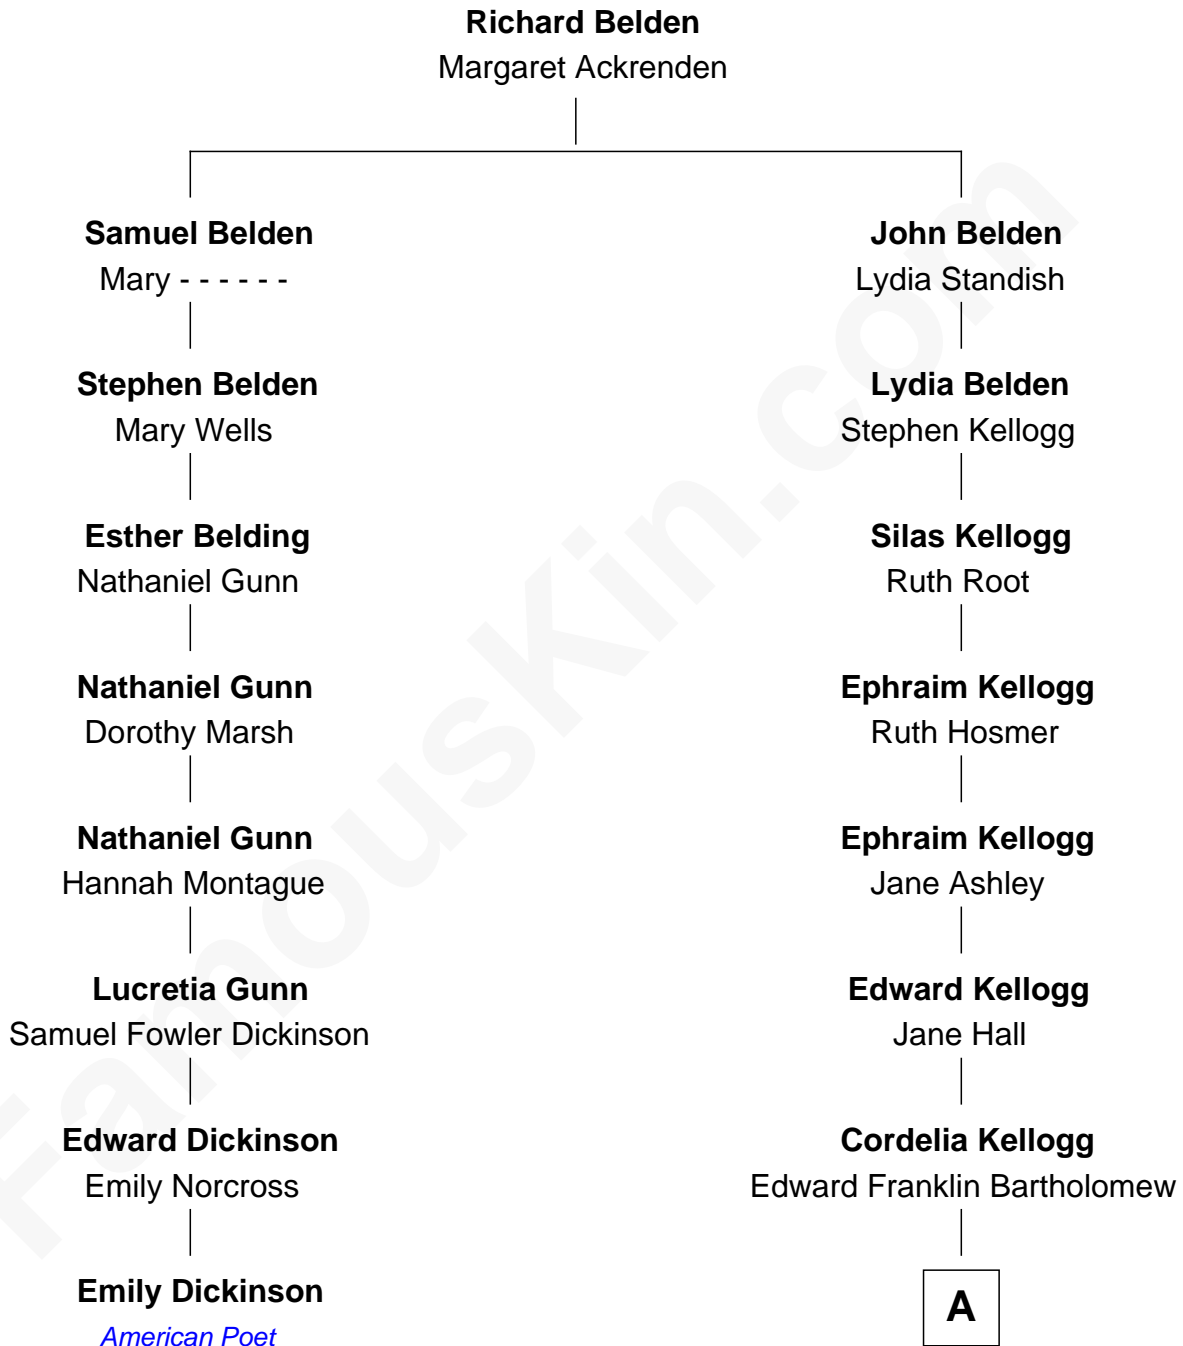 Richard Belden
Margaret Ackrenden
Samuel Belden
Mary - - - - - -
John Belden
Lydia Standish
Stephen Belden
Mary Wells
Lydia Belden
Stephen Kellogg
Esther Belding
Nathaniel Gunn
Silas Kellogg
Ruth Root
Nathaniel Gunn
Dorothy Marsh
Ephraim Kellogg
Ruth Hosmer
Nathaniel Gunn
Hannah Montague
Ephraim Kellogg
Jane Ashley
Lucretia Gunn
Samuel Fowler Dickinson
Edward Kellogg
Jane Hall
Edward Dickinson
Emily Norcross
Cordelia Kellogg
Edward Franklin Bartholomew
Emily Dickinson
American Poet
A
FamousKin.com